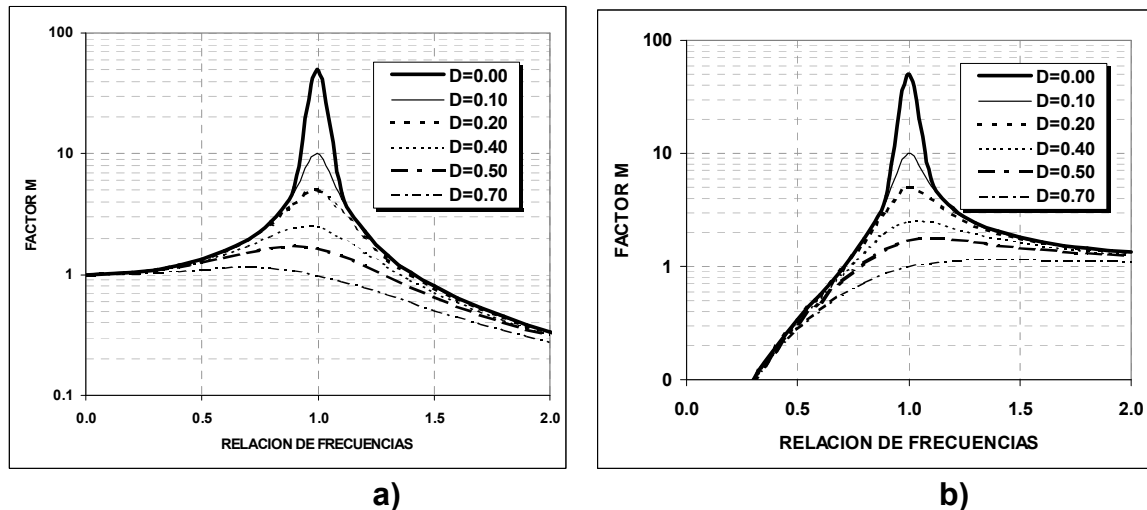 100
10
1
0.1
FACTOR M
0.0
0.5
1.0
1.5
2.0
RELACION DE FRECUENCIAS
D=0.00
D=0.10
D=0.20
D=0.40
D=0.50
D=0.70
a)
100
10
1
0
FACTOR M
0.0
0.5
1.0
1.5
2.0
RELACION DE FRECUENCIAS
D=0.00
D=0.10
D=0.20
D=0.40
D=0.50
D=0.70
b)